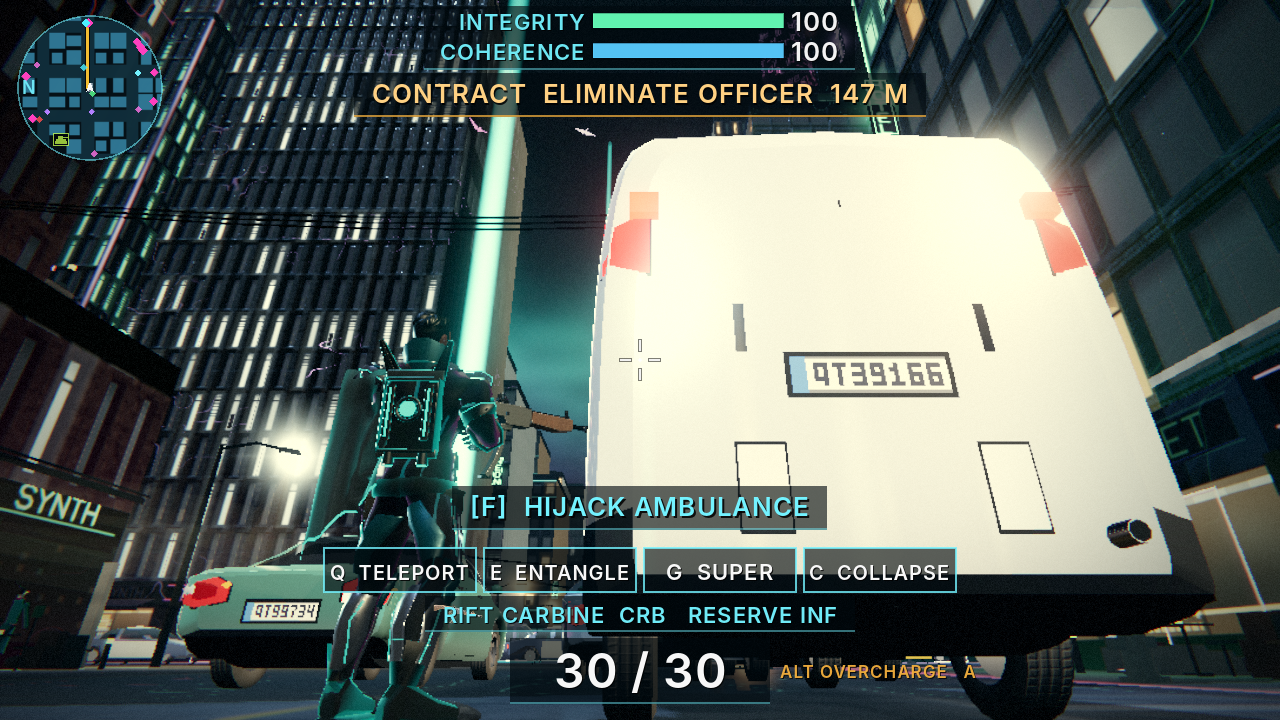 INTEGRITY 100
COHERENCE 100
CONTRACT ELIMINATE OFFICER 147 M
N
QT39166
[F] HIJACK AMBULANCE
SYNTH
Q TELEPORT
E ENTANGLE
G SUPER
C COLLAPSE
QT99734
RIFT CARBINE CRB RESERVE INF
30 / 30
ALT OVERCHARGE A